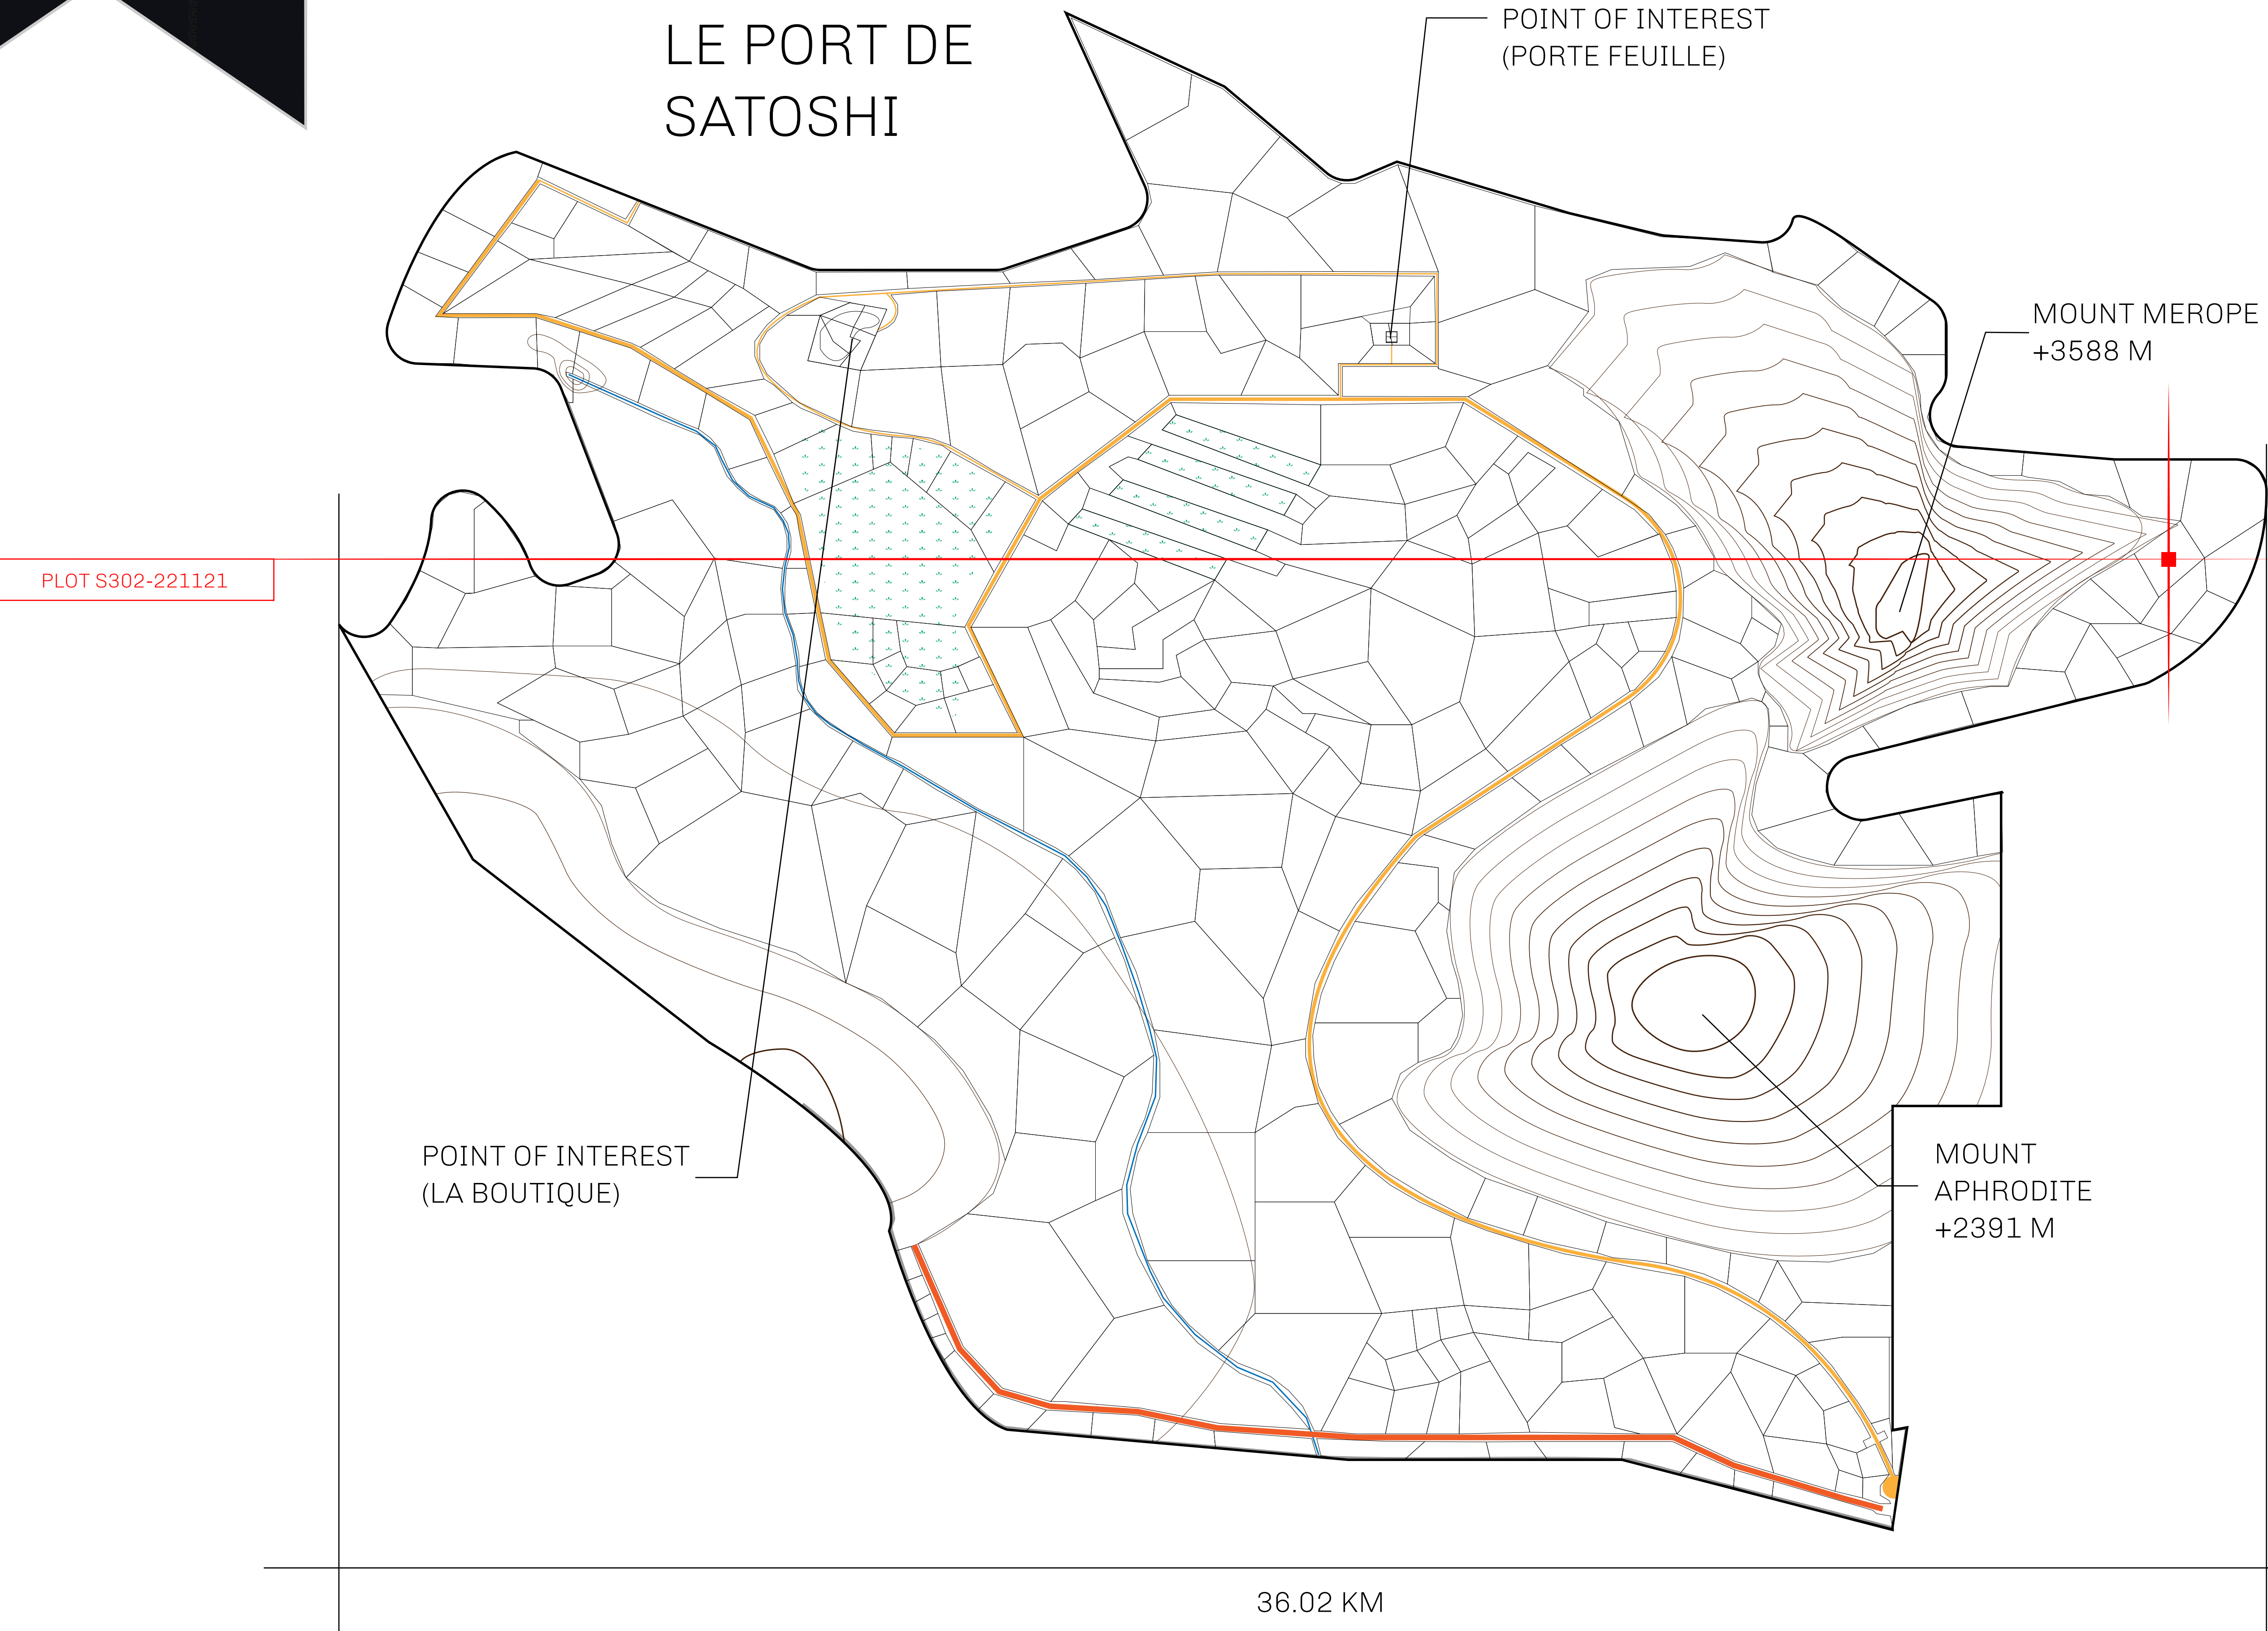 LE PORT DE
SATOSHI
POINT OF INTEREST
(PORTE FEUILLE)
MOUNT MEROPE
+3588 M
PLOT S302-221121
POINT OF INTEREST
(LA BOUTIQUE)
MOUNT
APHRODITE
+2391 M
36.02 KM